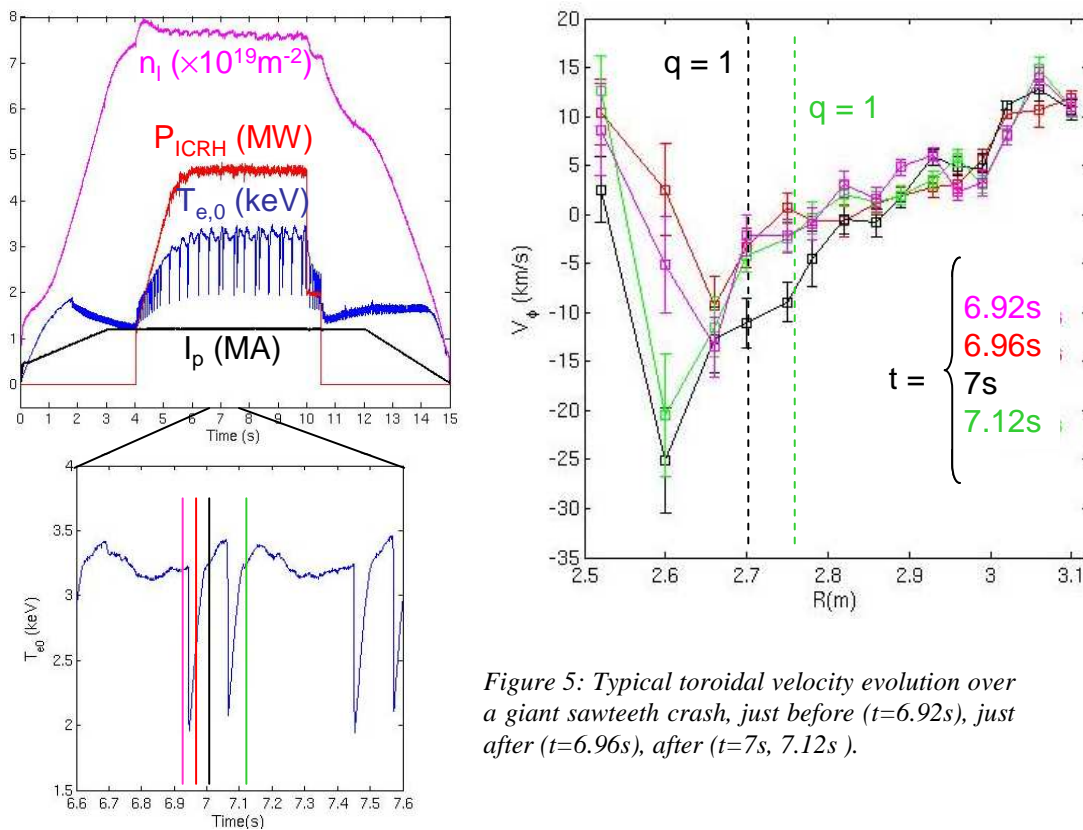 8
7
6
5
4
3
2
1
0
n_l (×10^19 m^-2)
P_ICRH (MW)
T_e,0 (keV)
I_p (MA)
0 1 2 3 4 5 6 7 8 9 10 11 12 13 14 15
Time (s)
4
3.5
3
2.5
2
1.5
T_e0 (keV)
6.6 6.7 6.8 6.9 7 7.1 7.2 7.3 7.4 7.5 7.6
Time(s)
20
15
10
5
0
-5
-10
-15
-20
-25
-30
-35
V_ϕ (km/s)
q = 1
q = 1
t =
6.92s
6.96s
7s
7.12s
2.5 2.6 2.7 2.8 2.9 3 3.1
R(m)
Figure 5: Typical toroidal velocity evolution over
a giant sawteeth crash, just before (t=6.92s), just
after (t=6.96s), after (t=7s, 7.12s ).